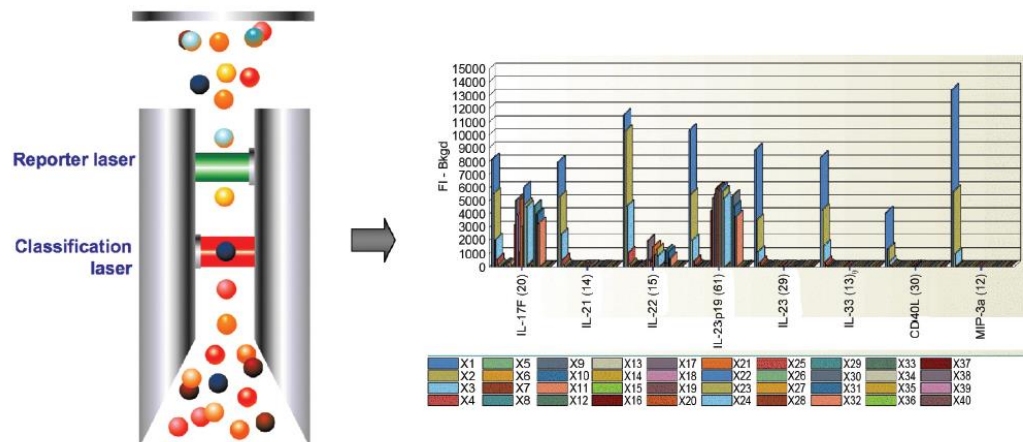 Reporter laser
Classification
laser
FI - Bkgd
15000
14000
13000
12000
11000
10000
9000
8000
7000
6000
5000
4000
3000
2000
1000
0
IL-17F (20)
IL-21 (14)
IL-22 (15)
IL-23p19 (61)
IL-23 (29)
IL-33 (13)
CD40L (30)
MIP-3a (12)
X1 X5 X9 X13 X17 X21 X25 X29 X33 X37
X2 X6 X10 X14 X18 X22 X26 X30 X34 X38
X3 X7 X11 X15 X19 X23 X27 X31 X35 X39
X4 X8 X12 X16 X20 X24 X28 X32 X36 X40